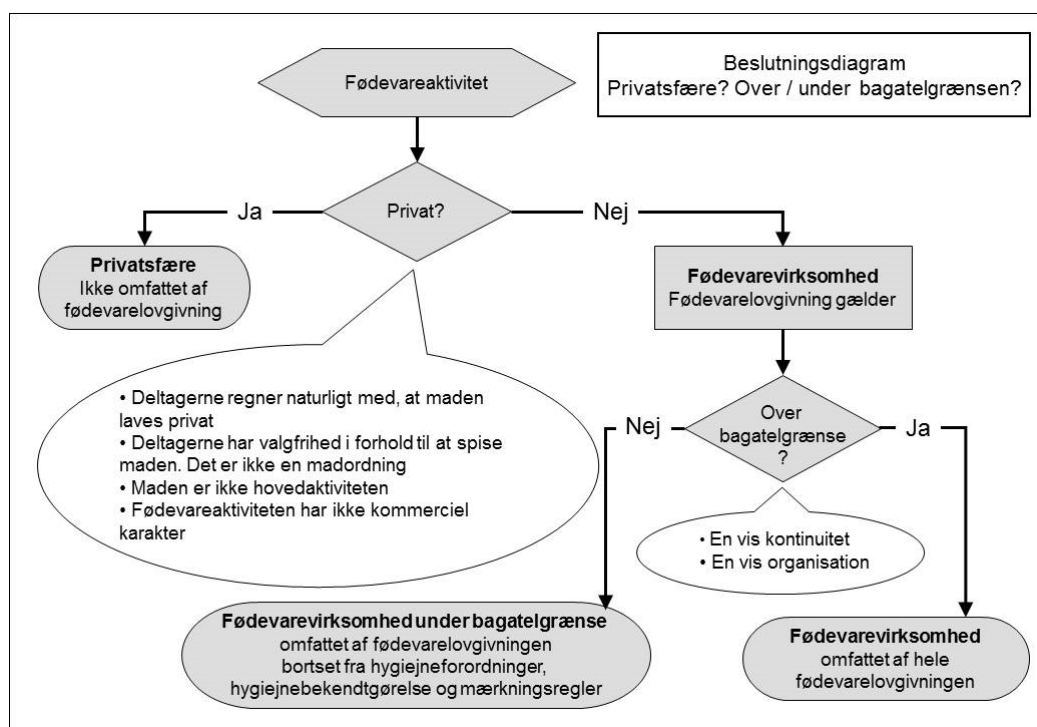 Beslutningsdiagram
Privatsfære? Over / under bagatelgrænsen?
Fødevareaktivitet
Privat?
Ja
Nej
Privatsfære
Ikke omfattet af
fødevarelovgivning
Fødevarevirksomhed
Fødevarelovgivning gælder
• Deltagerne regner naturligt med, at maden
laves privat
• Deltagerne har valgfrihed i forhold til at spise
maden. Det er ikke en madordning
• Maden er ikke hovedaktiviteten
• Fødevareaktiviteten har ikke kommerciel
karakter
Over
bagatelgrænse
?
Nej
Ja
• En vis kontinuitet
• En vis organisation
Fødevarevirksomhed under bagatelgrænse
omfattet af fødevarelovgivningen
bortset fra hygiejneforordninger,
hygiejnebekendtgørelse og mærkningsregler
Fødevarevirksomhed
omfattet af hele
fødevarelovgivningen